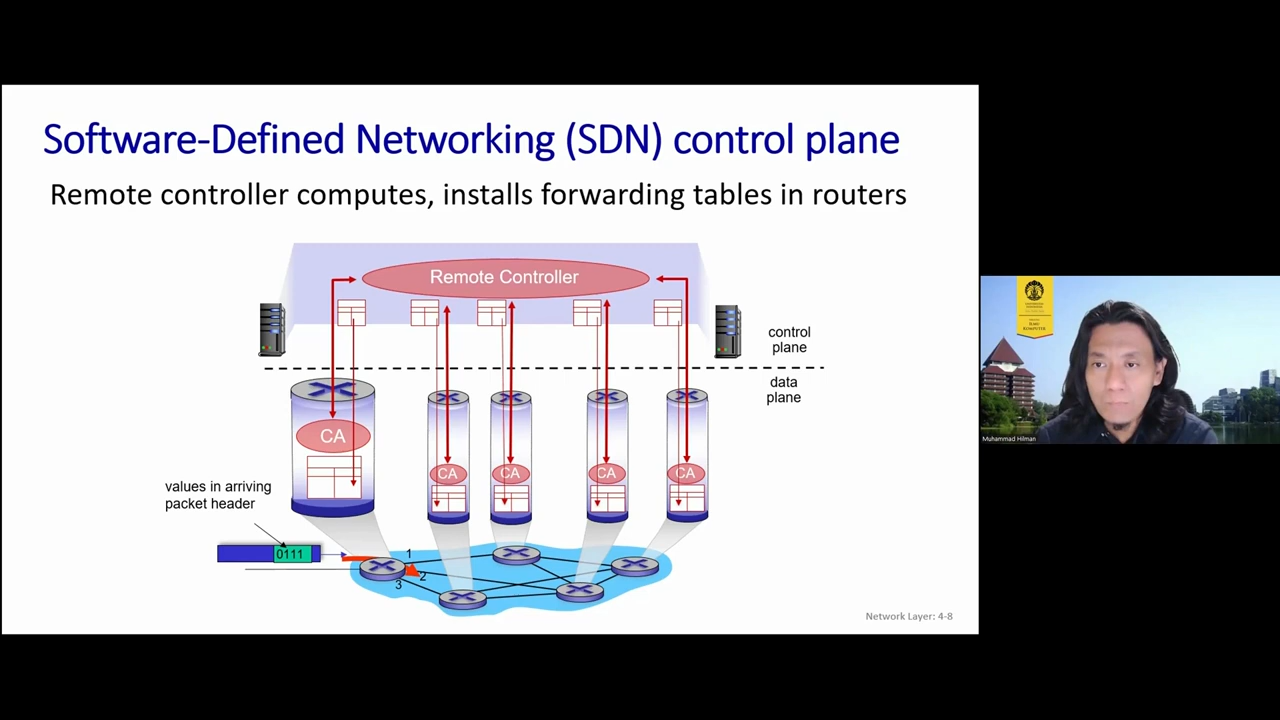 Software-Defined Networking (SDN) control plane
Remote controller computes, installs forwarding tables in routers
Remote Controller
control
plane
data
plane
CA
CA
CA
CA
CA
values in arriving
packet header
0111
1
2
3
Network Layer: 4-8
Muhammad Hilman